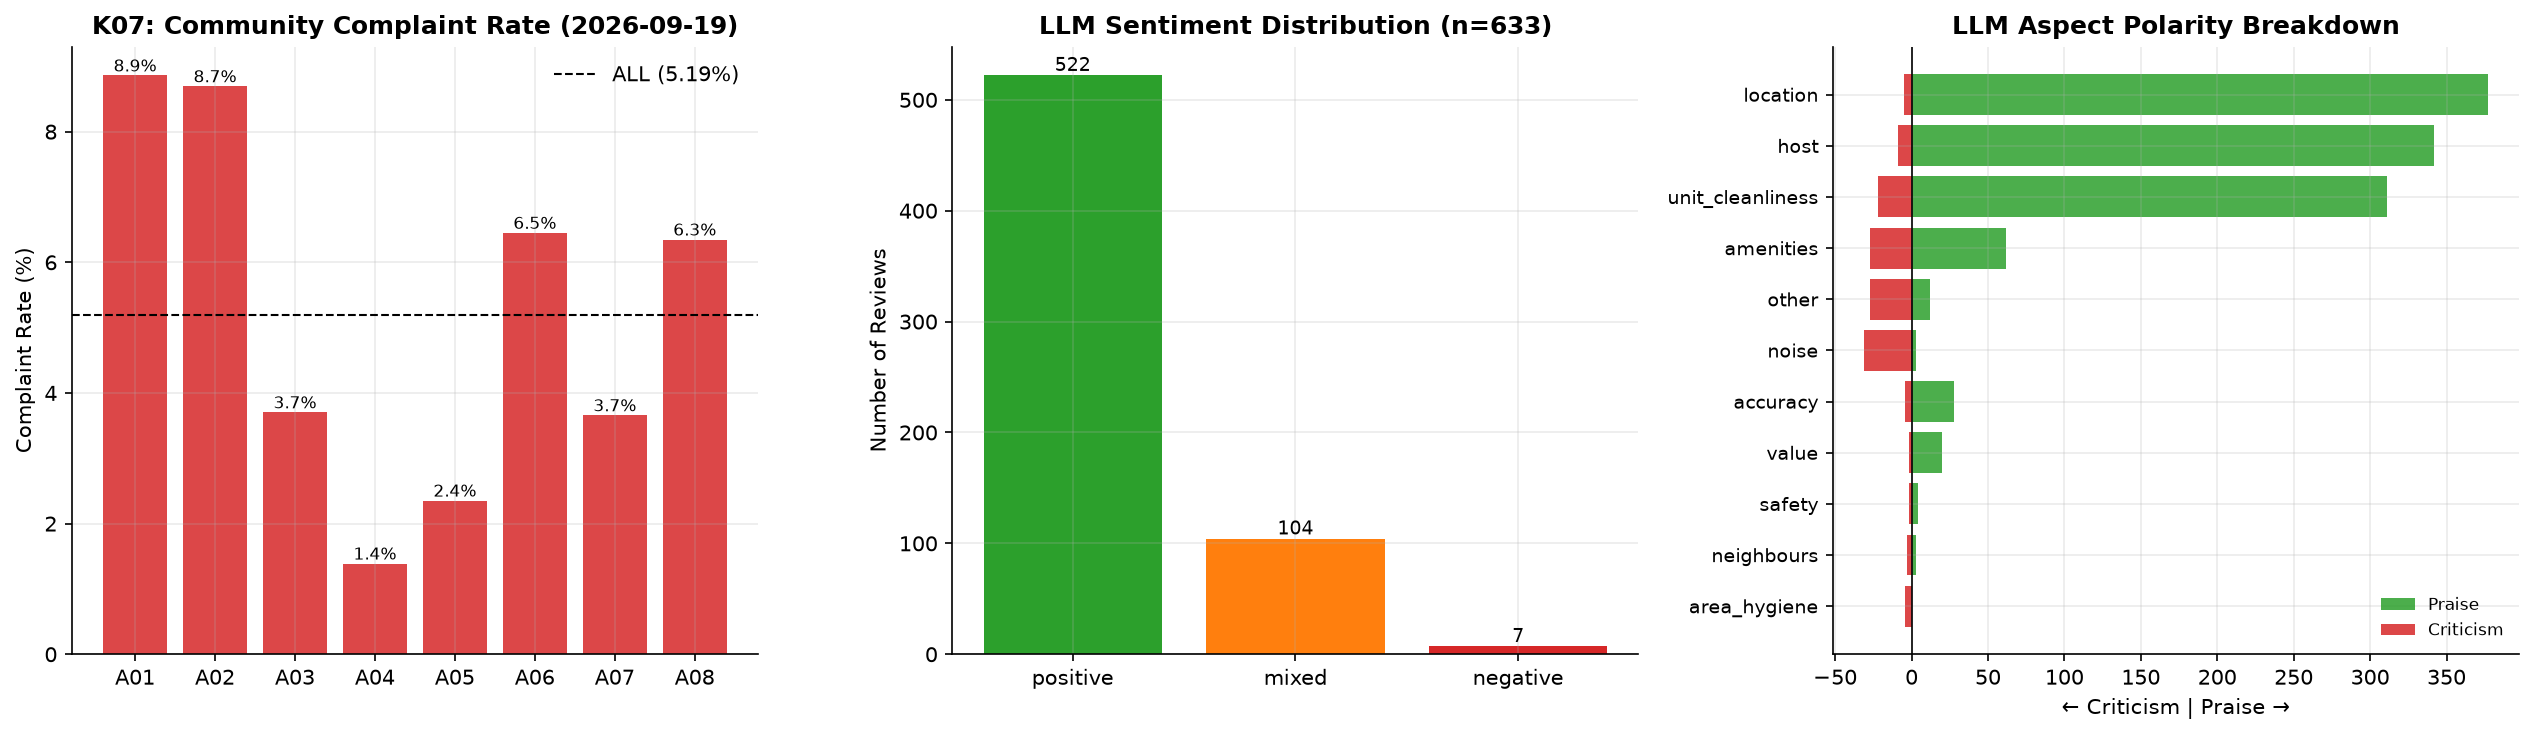 K07: Community Complaint Rate (2026-09-19)
Complaint Rate (%)
8
6
4
2
0
8.9%
8.7%
3.7%
1.4%
2.4%
6.5%
3.7%
6.3%
ALL (5.19%)
A01 A02 A03 A04 A05 A06 A07 A08
LLM Sentiment Distribution (n=633)
Number of Reviews
500
400
300
200
100
0
522
104
7
positive mixed negative
LLM Aspect Polarity Breakdown
location
host
unit_cleanliness
amenities
other
noise
accuracy
value
safety
neighbours
area_hygiene
Praise
Criticism
−50 0 50 100 150 200 250 300 350
← Criticism | Praise →